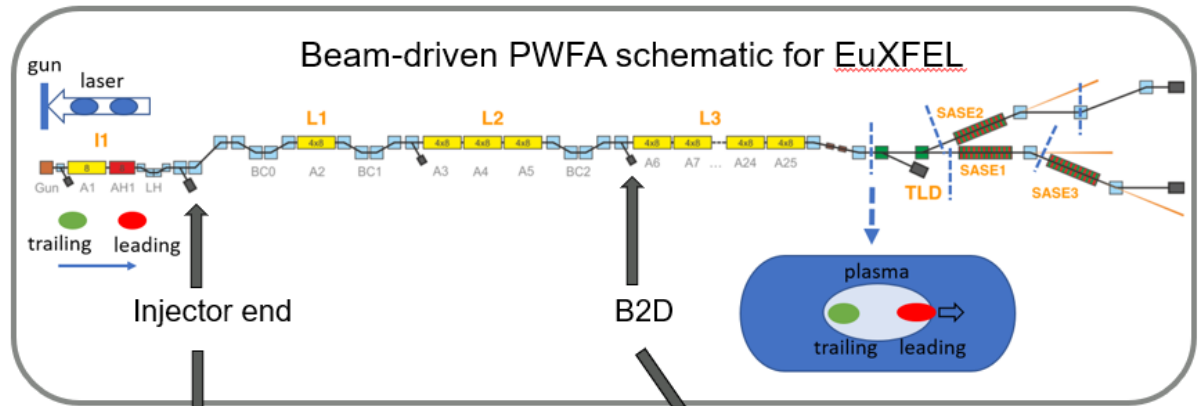 Beam-driven PWFA schematic for EuXFEL
gun
laser
I1
L1
L2
L3
SASE2
4x8
4x8
4x8
4x8
4x8
4x8
4x8
4x8
8
Gun
A1
AH1
LH
BC0
A2
BC1
A3
A4
A5
BC2
A6
A7
...
A24
A25
TLD
SASE1
SASE3
trailing
leading
Injector end
B2D
plasma
trailing
leading